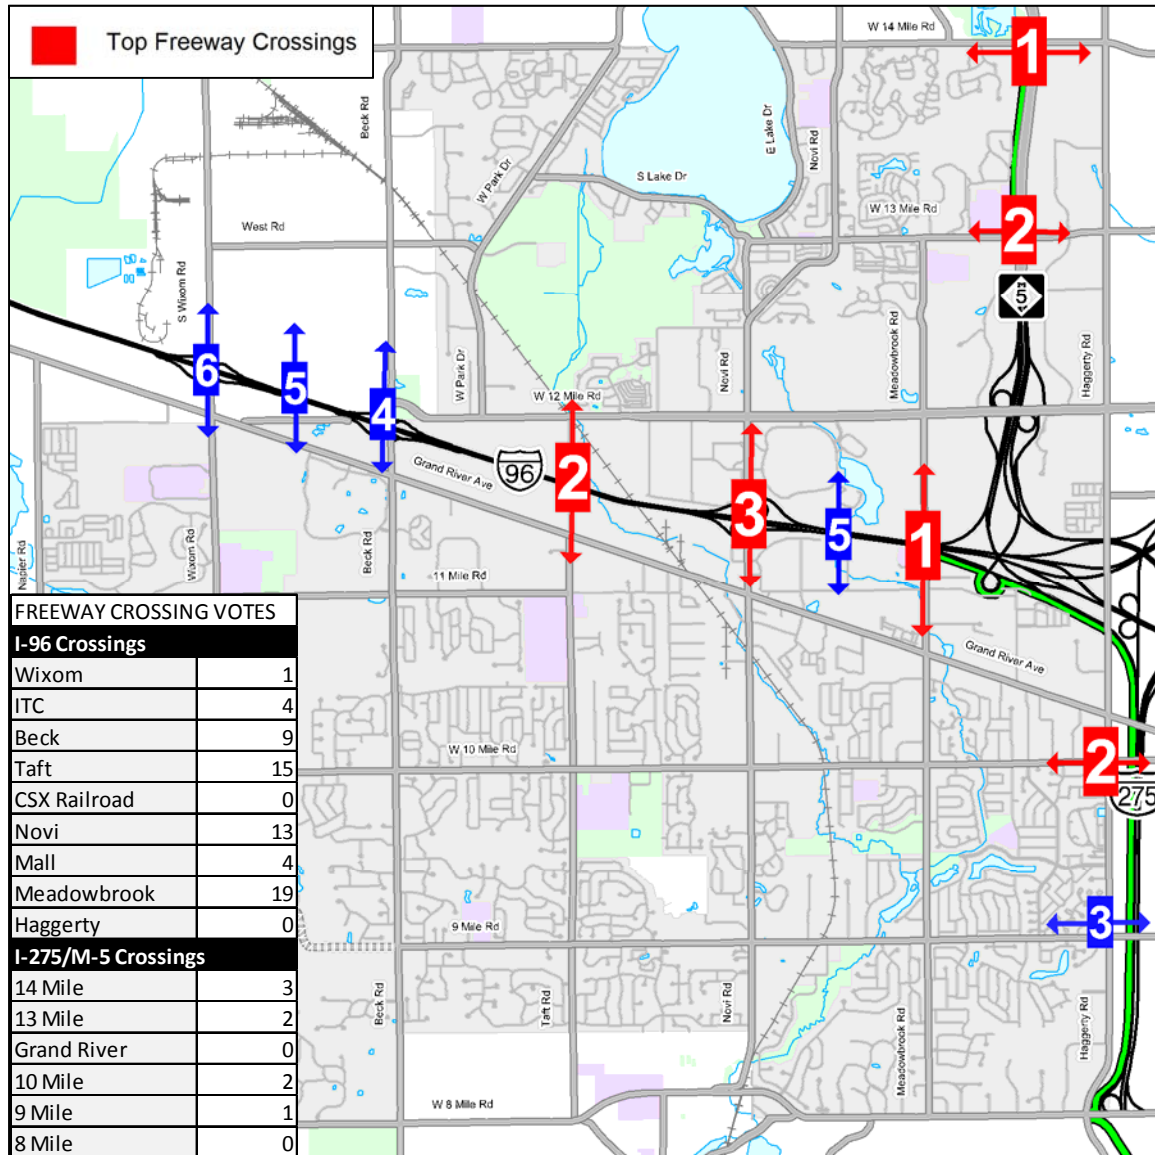 Top Freeway Crossings
W 14 Mile Rd
1
Beck Rd
E Lake Dr
Novi Rd
W Park Dr
S Lake Dr
Haggerty Rd
W 13 Mile Rd
2
West Rd
S Wixom Rd
5
Meadowbrook Rd
Haggerty Rd
6
5
4
W Park Dr
Novi Rd
W 12 Mile Rd
Grand River Ave
96
2
3
5
1
Napier Rd
Wixom Rd
Beck Rd
11 Mile Rd
Grand River Ave
FREEWAY CROSSING VOTES
I-96 Crossings
Wixom 1
ITC 4
Beck 9
Taft 15
CSX Railroad 0
Novi 13
Mall 4
Meadowbrook 19
Haggerty 0
I-275/M-5 Crossings
14 Mile 3
13 Mile 2
Grand River 0
10 Mile 2
9 Mile 1
8 Mile 0
W 10 Mile Rd
2
275
9 Mile Rd
3
Beck Rd
Taft Rd
Novi Rd
Meadowbrook Rd
Haggerty Rd
W 8 Mile Rd